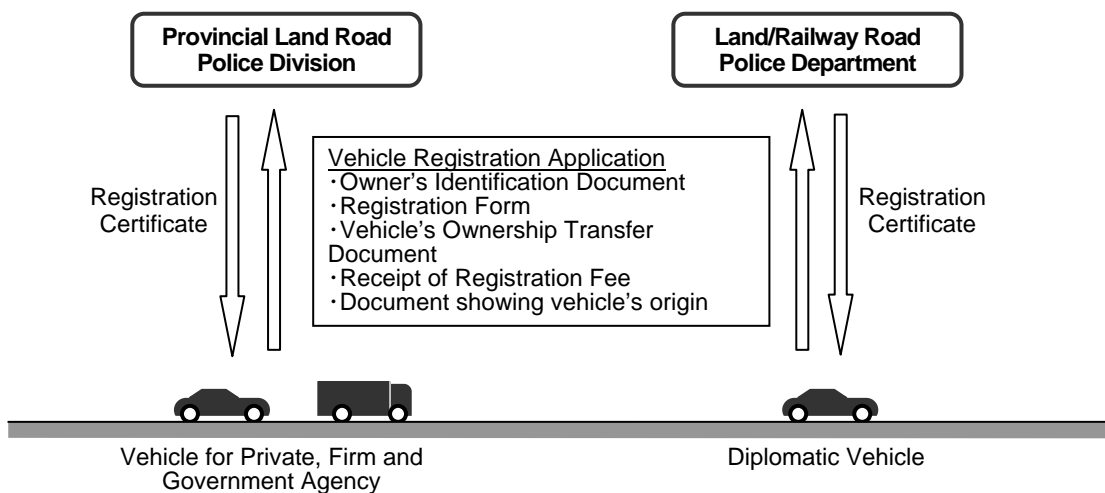 Provincial Land Road
Police Division
Land/Railway Road
Police Department
Registration
Certificate
Vehicle Registration Application
･Owner’s Identification Document
･Registration Form
･Vehicle’s Ownership Transfer
Document
･Receipt of Registration Fee
･Document showing vehicle’s origin
Registration
Certificate
Vehicle for Private, Firm and
Government Agency
Diplomatic Vehicle